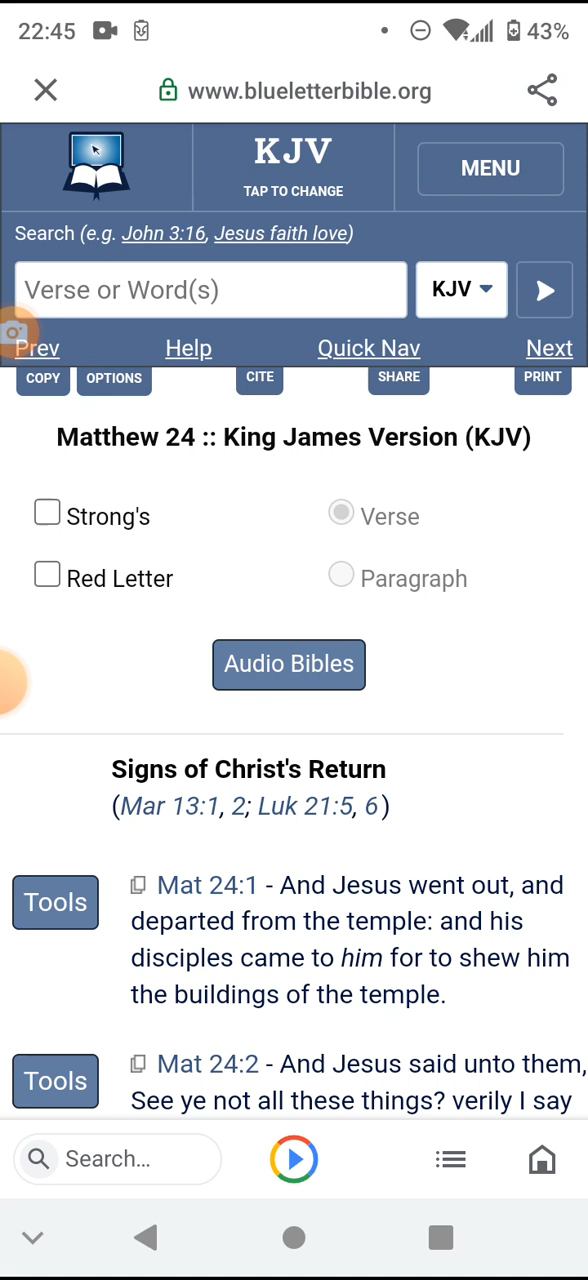 22:45 43%
www.blueletterbible.org
KJV
TAP TO CHANGE
MENU
Search (e.g. John 3:16, Jesus faith love)
Verse or Word(s) KJV
Prev Help Quick Nav Next
COPY OPTIONS CITE SHARE PRINT
Matthew 24 :: King James Version (KJV)
Strong's Verse
Red Letter Paragraph
Audio Bibles
Signs of Christ's Return
(Mar 13:1, 2; Luk 21:5, 6)
Tools
Mat 24:1 - And Jesus went out, and
departed from the temple: and his
disciples came to him for to shew him
the buildings of the temple.
Tools
Mat 24:2 - And Jesus said unto them,
See ye not all these things? verily I say
Search...